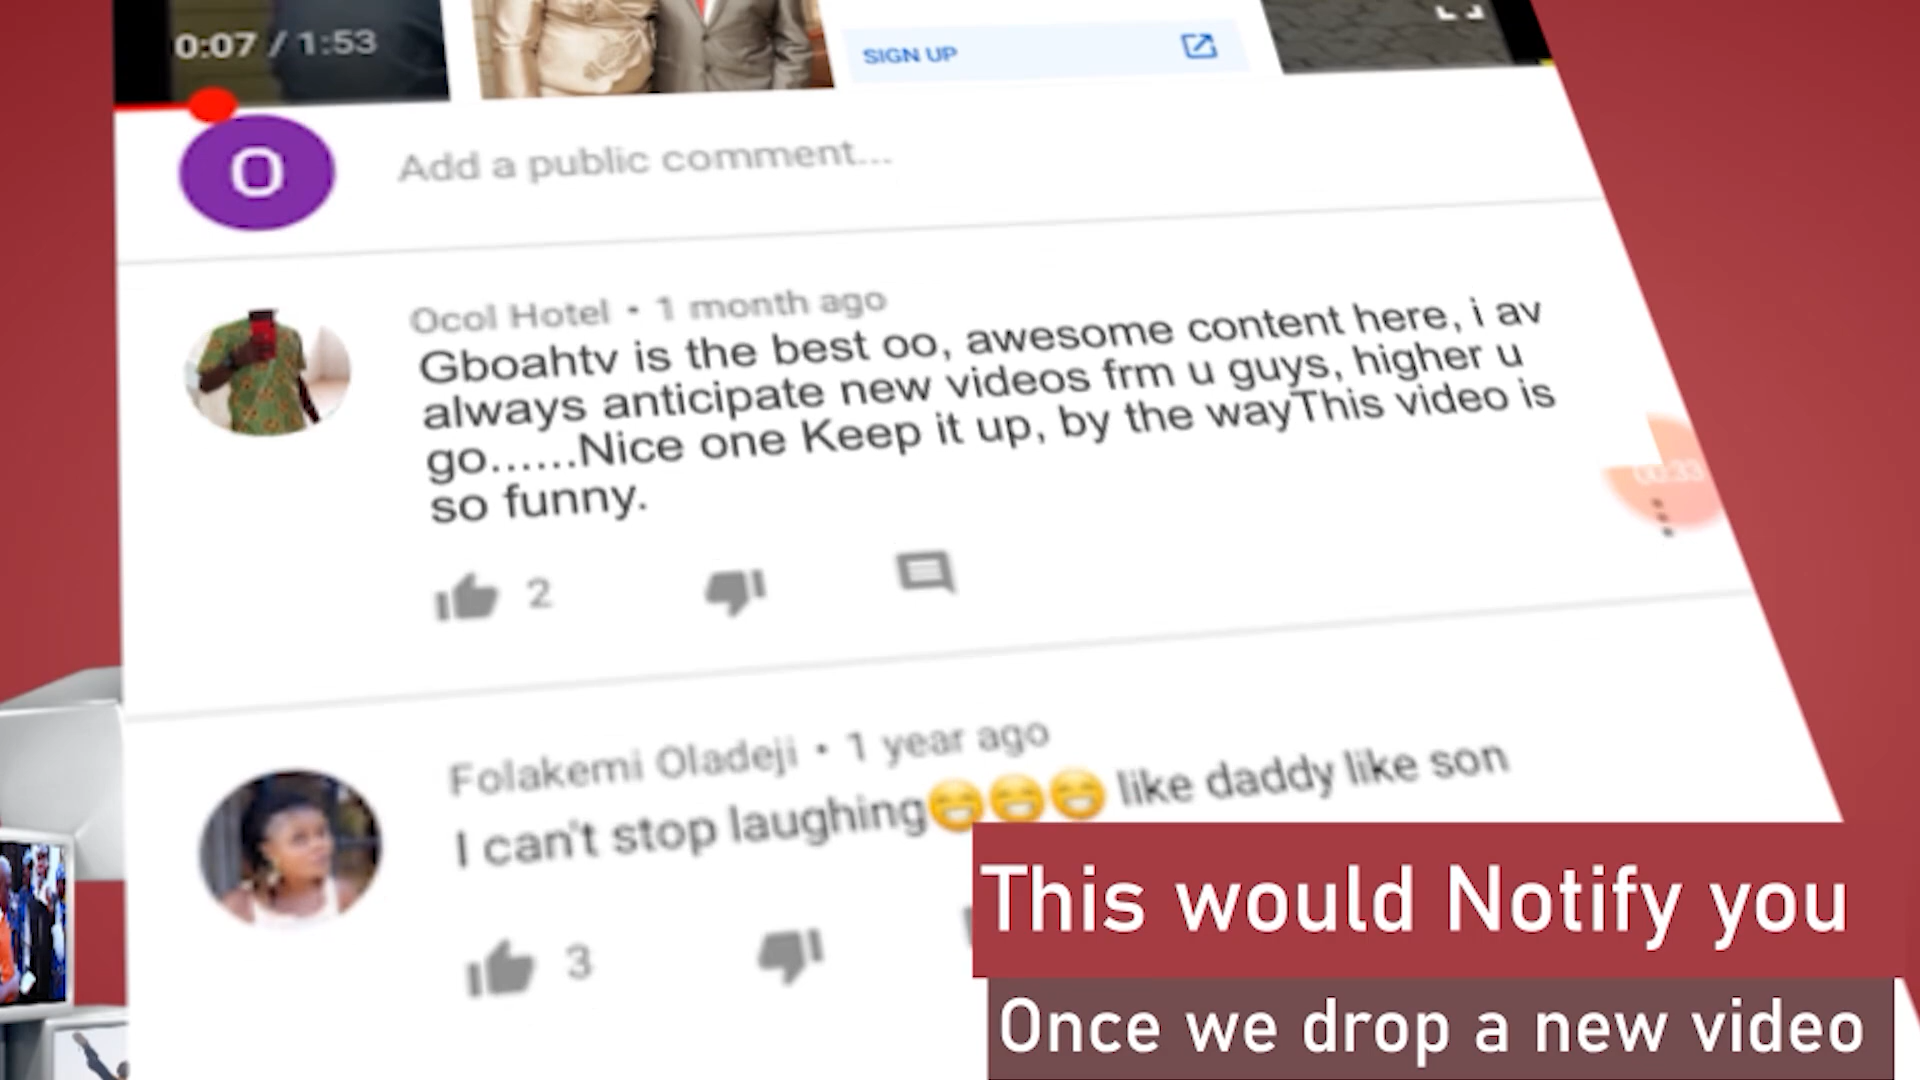 0:07 / 1:53
SIGN UP
O
Add a public comment...
Ocol Hotel • 1 month ago
Gboahtv is the best oo, awesome content here, i av
always anticipate new videos frm u guys, higher u
go......Nice one Keep it up, by the wayThis video is
so funny.
00:33
2
Folakemi Oladeji • 1 year ago
I can't stop laughing😁😁😁 like daddy like son
3
This would Notify you
Once we drop a new video